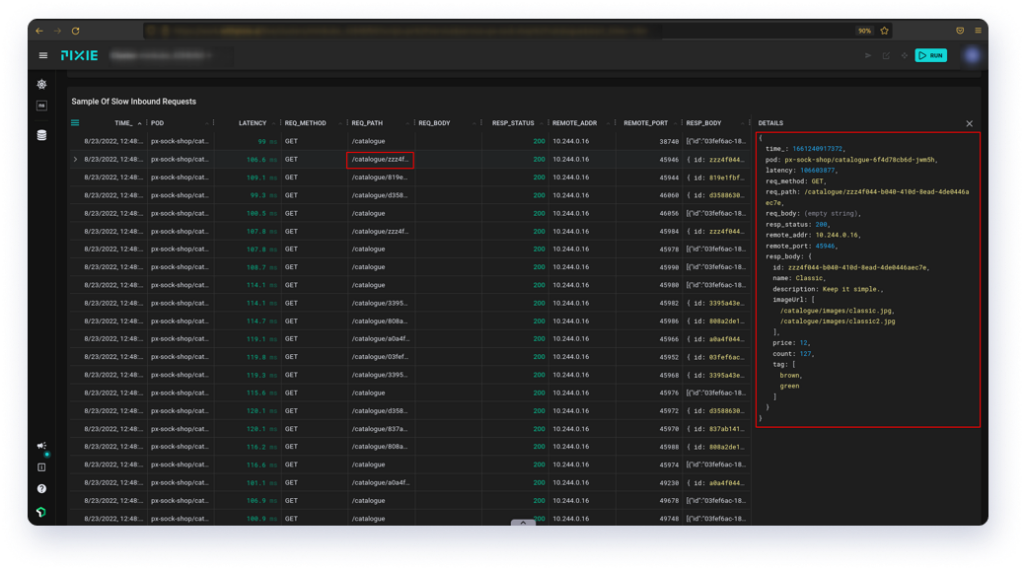 90%
PIXIE
RUN
Sample Of Slow Inbound Requests
TIME_ POD LATENCY REQ_METHOD REQ_PATH REQ_BODY RESP_STATUS REMOTE_ADDR REMOTE_PORT RESP_BODY DETAILS
8/23/2022, 12:48:... px-sock-shop/cat... 99 ms GET /catalogue 200 10.244.0.16 38740 [{"id":"03fef6ac-18...
8/23/2022, 12:48:... px-sock-shop/cat... 106.6 ms GET /catalogue/zzz4f... 200 10.244.0.16 45946 { id: zzz4f044...
8/23/2022, 12:48:... px-sock-shop/cat... 109.1 ms GET /catalogue/819e... 200 10.244.0.16 45944 { id: 819e1fbf...
8/23/2022, 12:48:... px-sock-shop/cat... 99.3 ms GET /catalogue/d358... 200 10.244.0.16 46060 { id: d3588630...
8/23/2022, 12:48:... px-sock-shop/cat... 100.5 ms GET /catalogue 200 10.244.0.16 46056 [{"id":"03fef6ac-18...
8/23/2022, 12:48:... px-sock-shop/cat... 107.8 ms GET /catalogue/zzz4f... 200 10.244.0.16 45984 { id: zzz4f044...
8/23/2022, 12:48:... px-sock-shop/cat... 107.8 ms GET /catalogue 200 10.244.0.16 45978 [{"id":"03fef6ac-18...
8/23/2022, 12:48:... px-sock-shop/cat... 108.7 ms GET /catalogue 200 10.244.0.16 45990 [{"id":"03fef6ac-18...
8/23/2022, 12:48:... px-sock-shop/cat... 114.1 ms GET /catalogue 200 10.244.0.16 45980 [{"id":"03fef6ac-18...
8/23/2022, 12:48:... px-sock-shop/cat... 114.1 ms GET /catalogue/3395... 200 10.244.0.16 45982 { id: 3395a43e...
8/23/2022, 12:48:... px-sock-shop/cat... 114.7 ms GET /catalogue/808a... 200 10.244.0.16 45986 { id: 808a2de1...
8/23/2022, 12:48:... px-sock-shop/cat... 119.1 ms GET /catalogue/a0a4f... 200 10.244.0.16 45966 { id: a0a4f044...
8/23/2022, 12:48:... px-sock-shop/cat... 119.8 ms GET /catalogue/03fef... 200 10.244.0.16 45952 { id: 03fef6ac...
8/23/2022, 12:48:... px-sock-shop/cat... 119.3 ms GET /catalogue/3395... 200 10.244.0.16 45968 { id: 3395a43e...
8/23/2022, 12:48:... px-sock-shop/cat... 115.6 ms GET /catalogue 200 10.244.0.16 45976 [{"id":"03fef6ac-18...
8/23/2022, 12:48:... px-sock-shop/cat... 120.1 ms GET /catalogue/d358... 200 10.244.0.16 45972 { id: d3588630...
8/23/2022, 12:48:... px-sock-shop/cat... 120.1 ms GET /catalogue/837a... 200 10.244.0.16 45970 { id: 837ab141...
8/23/2022, 12:48:... px-sock-shop/cat... 116.2 ms GET /catalogue/808a... 200 10.244.0.16 45988 { id: 808a2de1...
8/23/2022, 12:48:... px-sock-shop/cat... 116.6 ms GET /catalogue 200 10.244.0.16 45974 [{"id":"03fef6ac-18...
8/23/2022, 12:48:... px-sock-shop/cat... 101.1 ms GET /catalogue/a0a4f... 200 10.244.0.16 49230 { id: a0a4f044...
8/23/2022, 12:48:... px-sock-shop/cat... 106.9 ms GET /catalogue 200 10.244.0.16 49678 [{"id":"03fef6ac-18...
8/23/2022, 12:48:... px-sock-shop/cat... 100.9 ms GET /catalogue 200 10.244.0.16 49748 [{"id":"03fef6ac-18...
{
time_: 1661240917372,
pod: px-sock-shop/catalogue-6f4d78cb6d-jwm5h,
latency: 106603877,
req_method: GET,
req_path: /catalogue/zzz4f044-b040-410d-8ead-4de0446a
ec7e,
req_body: (empty string),
resp_status: 200,
remote_addr: 10.244.0.16,
remote_port: 45946,
resp_body: {
id: zzz4f044-b040-410d-8ead-4de0446aec7e,
name: Classic,
description: Keep it simple.,
imageUrl: [
/catalogue/images/classic.jpg,
/catalogue/images/classic2.jpg
],
price: 12,
count: 127,
tag: [
brown,
green
]
}
}